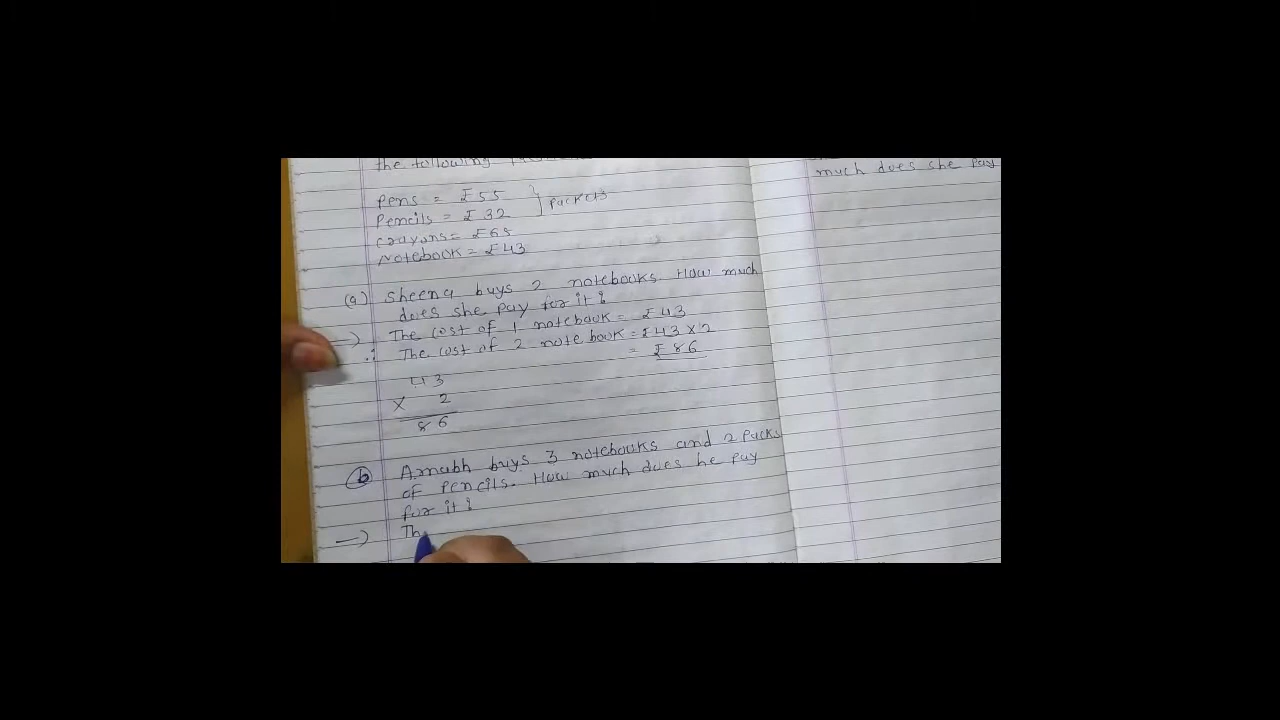 the following
Pens = ₹55
Pencils = ₹32
} Packets
Crayons = ₹65
Notebook = ₹43
(a) Sheena buys 2 notebooks. How much
does she pay for it?
→) The cost of 1 notebook = ₹43
∴ The cost of 2 notebook = ₹43 x 2
= ₹86
43
x 2
86
(b) Arnabh buys 3 notebooks and 2 packs
of pencils. How much does he pay
for it?
→) Th
much does she pay